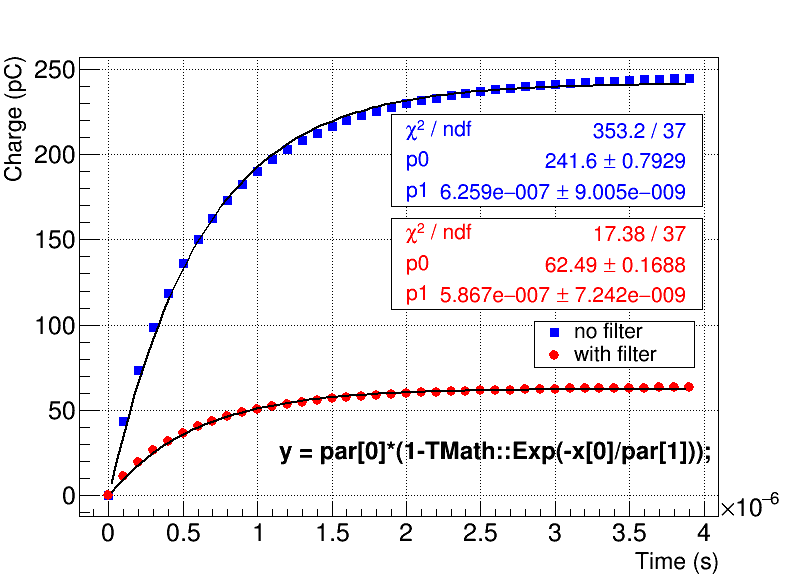 Charge (pC)
250
200
150
100
50
0
χ² / ndf 353.2 / 37
p0 241.6 ± 0.7929
p1 6.259e−007 ± 9.005e−009
χ² / ndf 17.38 / 37
p0 62.49 ± 0.1688
p1 5.867e−007 ± 7.242e−009
no filter
with filter
y = par[0]*(1-TMath::Exp(-x[0]/par[1]));
0 0.5 1 1.5 2 2.5 3 3.5 4
×10⁻⁶
Time (s)